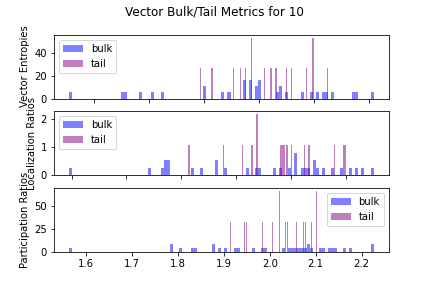 Vector Bulk/Tail Metrics for 10
Vector Entropies
50
25
0
bulk
tail
Localization Ratios
2
1
0
bulk
tail
Participation Ratios
50
25
0
bulk
tail
1.6 1.7 1.8 1.9 2.0 2.1 2.2